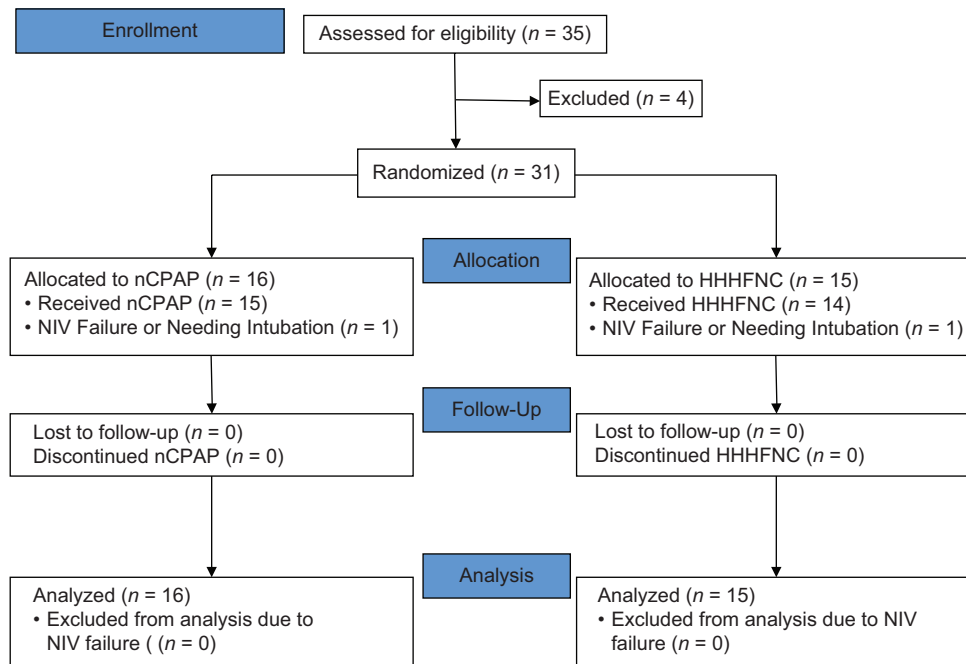 Enrollment
Assessed for eligibility (n = 35)
Excluded (n = 4)
Randomized (n = 31)
Allocation
Allocated to nCPAP (n = 16)
• Received nCPAP (n = 15)
• NIV Failure or Needing Intubation (n = 1)
Allocated to HHHFNC (n = 15)
• Received HHHFNC (n = 14)
• NIV Failure or Needing Intubation (n = 1)
Follow-Up
Lost to follow-up (n = 0)
Discontinued nCPAP (n = 0)
Lost to follow-up (n = 0)
Discontinued HHHFNC (n = 0)
Analysis
Analyzed (n = 16)
• Excluded from analysis due to
NIV failure ( (n = 0)
Analyzed (n = 15)
• Excluded from analysis due to NIV
failure (n = 0)